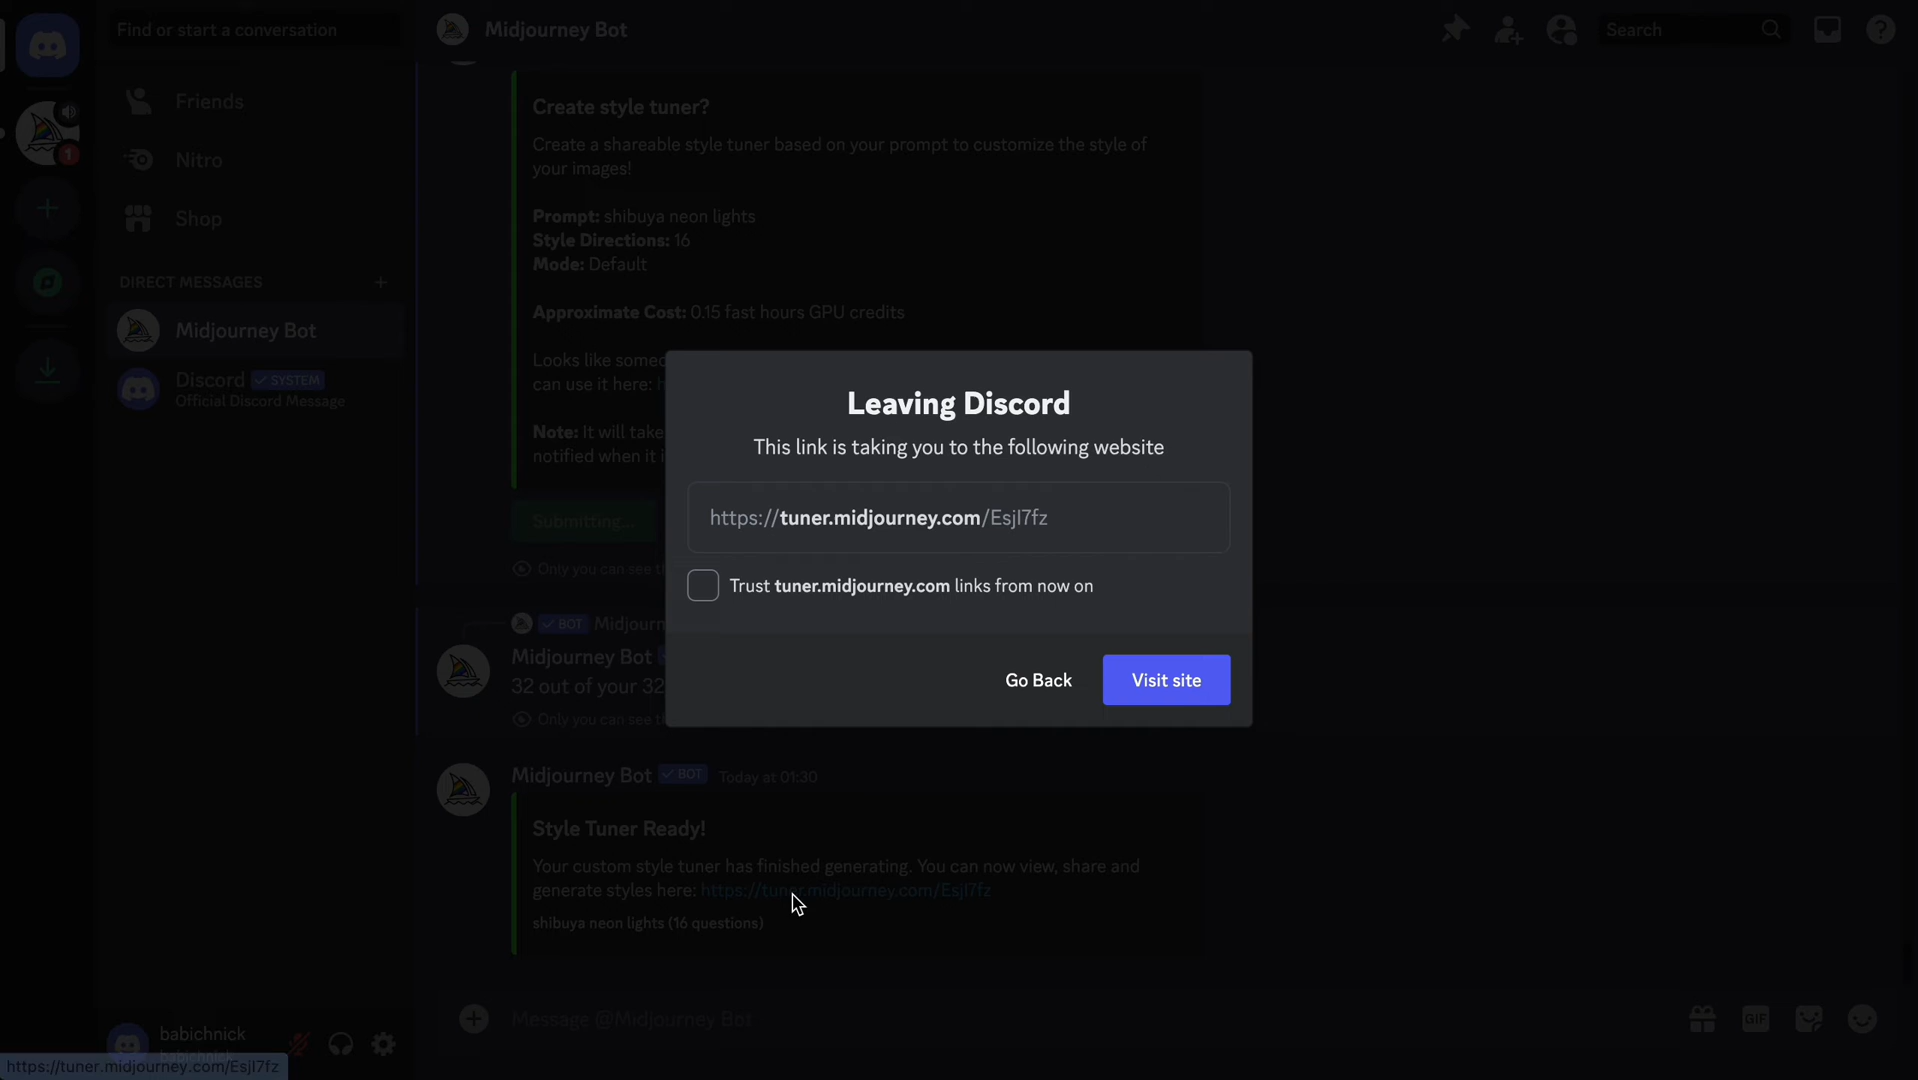 Find or start a conversation
Friends
Nitro
Shop
DIRECT MESSAGES
Midjourney Bot
Discord SYSTEM
Official Discord Message
babichnick
babichnick
https://tuner.midjourney.com/EsjI7fz
1
Midjourney Bot
Search
Create style tuner?
Create a shareable style tuner based on your prompt to customize the style of
your images!
Prompt: shibuya neon lights
Style Directions: 16
Mode: Default
Approximate Cost: 0.15 fast hours GPU credits
Looks like
can use it here:
Note: It will take
notified when it
Submitting...
Only you can see
BOT
Midjourney Bot
32 out of your 32
Only you can see
Midjourney Bot BOT Today at 01:30
Style Tuner Ready!
Your custom style tuner has finished generating. You can now view, share and
generate styles here: https://tuner.midjourney.com/EsjI7fz
shibuya neon lights (16 questions)
Message @Midjourney Bot
GIF
Leaving Discord
This link is taking you to the following website
https://tuner.midjourney.com/EsjI7fz
Trust tuner.midjourney.com links from now on
Go Back
Visit site